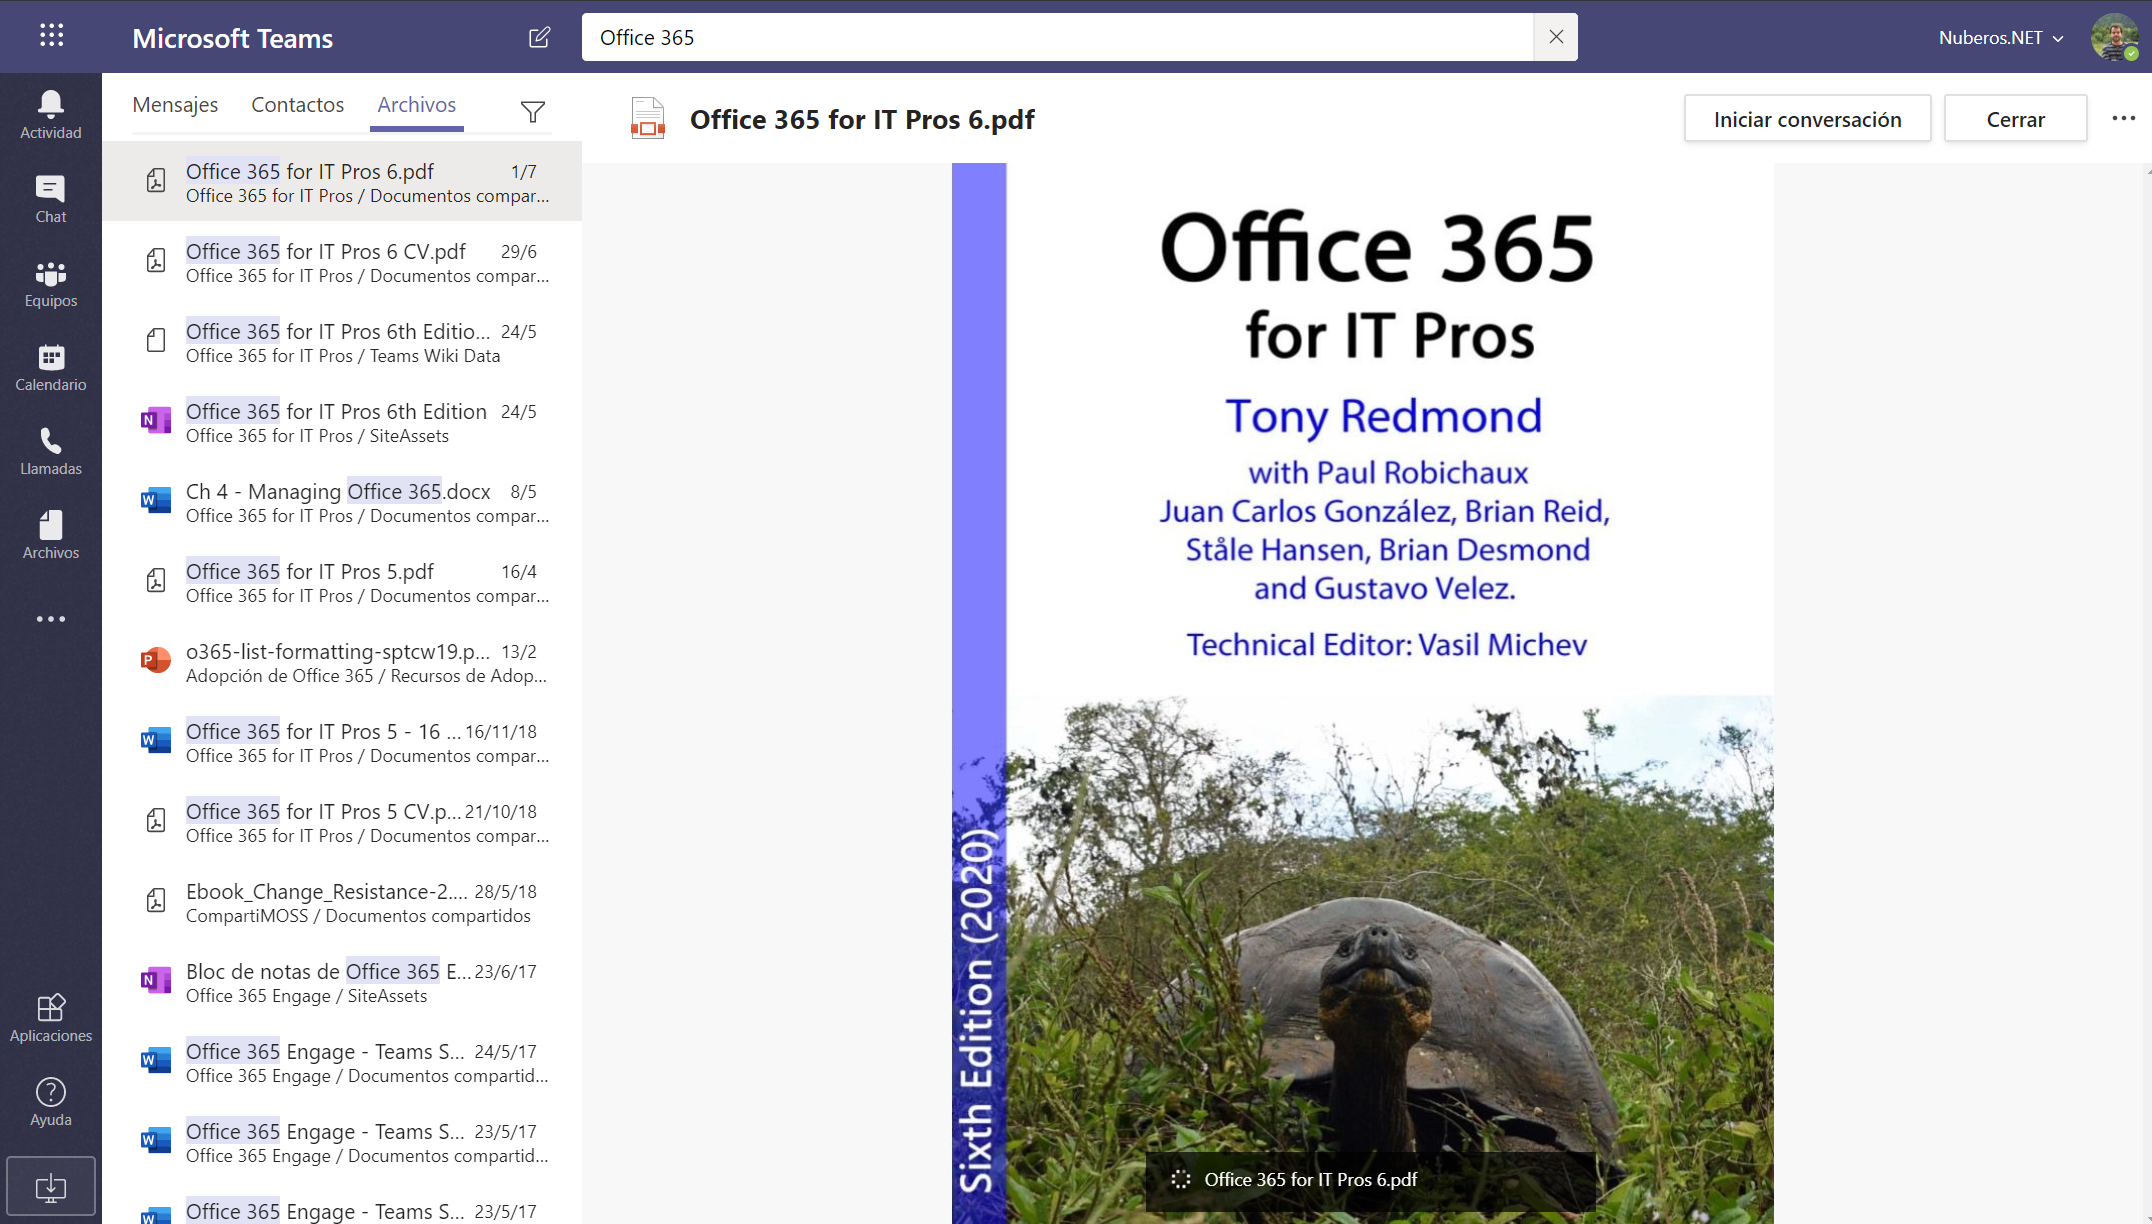 Microsoft Teams
Office 365
Nuberos.NET
Actividad
Chat
Equipos
Calendario
Llamadas
Archivos
Aplicaciones
Ayuda
Mensajes Contactos Archivos
Office 365 for IT Pros 6.pdf 1/7
Office 365 for IT Pros / Documentos compar...
Office 365 for IT Pros 6 CV.pdf 29/6
Office 365 for IT Pros / Documentos compar...
Office 365 for IT Pros 6th Editio... 24/5
Office 365 for IT Pros / Teams Wiki Data
Office 365 for IT Pros 6th Edition 24/5
Office 365 for IT Pros / SiteAssets
Ch 4 - Managing Office 365.docx 8/5
Office 365 for IT Pros / Documentos compar...
Office 365 for IT Pros 5.pdf 16/4
Office 365 for IT Pros / Documentos compar...
o365-list-formatting-sptcw19.p... 13/2
Adopción de Office 365 / Recursos de Adop...
Office 365 for IT Pros 5 - 16 ... 16/11/18
Office 365 for IT Pros / Documentos compar...
Office 365 for IT Pros 5 CV.p... 21/10/18
Office 365 for IT Pros / Documentos compar...
Ebook_Change_Resistance-2.... 28/5/18
CompartiMOSS / Documentos compartidos
Bloc de notas de Office 365 E... 23/6/17
Office 365 Engage / SiteAssets
Office 365 Engage - Teams S... 24/5/17
Office 365 Engage / Documentos compartid...
Office 365 Engage - Teams S... 23/5/17
Office 365 Engage / Documentos compartid...
Office 365 Engage - Teams S... 23/5/17
Office 365 for IT Pros 6.pdf
Iniciar conversación
Cerrar
Office 365
for IT Pros
Tony Redmond
with Paul Robichaux
Juan Carlos González, Brian Reid,
Ståle Hansen, Brian Desmond
and Gustavo Velez.
Technical Editor: Vasil Michev
Sixth Edition (2020)
Office 365 for IT Pros 6.pdf